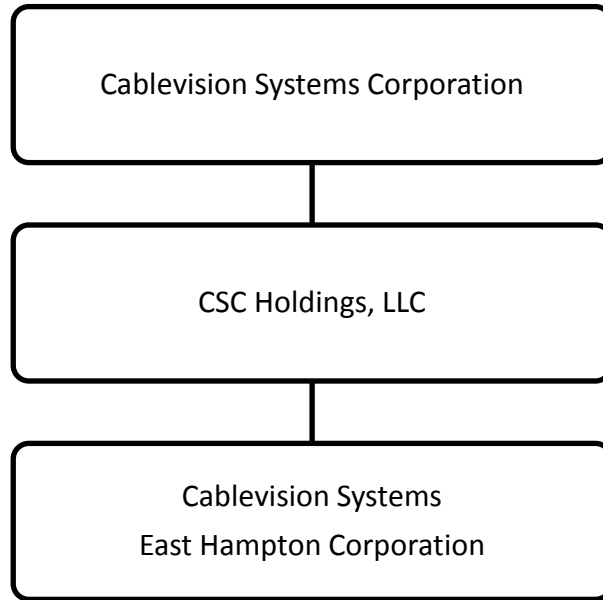 Cablevision Systems Corporation
CSC Holdings, LLC
Cablevision Systems
East Hampton Corporation